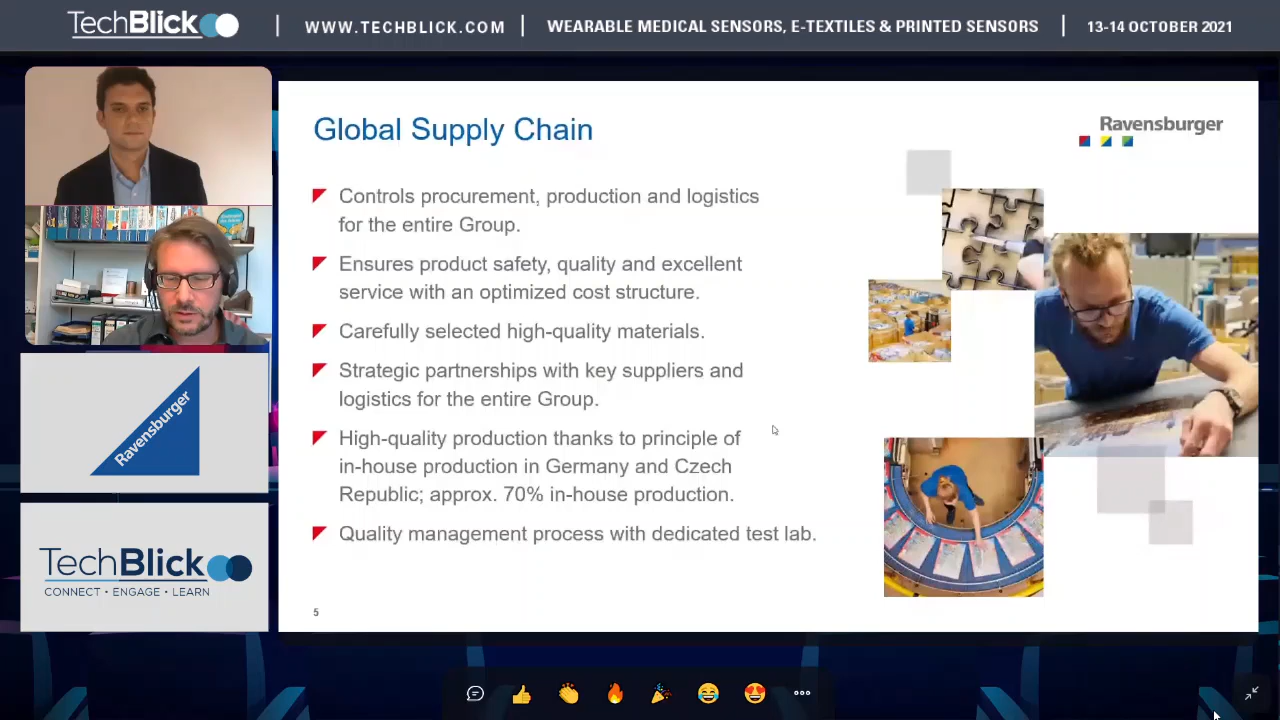 TechBlick
WWW.TECHBLICK.COM
WEARABLE MEDICAL SENSORS, E-TEXTILES & PRINTED SENSORS
13-14 OCTOBER 2021
Global Supply Chain
Ravensburger
Controls procurement, production and logistics
for the entire Group.
Ensures product safety, quality and excellent
service with an optimized cost structure.
Carefully selected high-quality materials.
Strategic partnerships with key suppliers and
logistics for the entire Group.
High-quality production thanks to principle of
in-house production in Germany and Czech
Republic; approx. 70% in-house production.
Quality management process with dedicated test lab.
5
Ravensburger
TechBlick
CONNECT • ENGAGE • LEARN